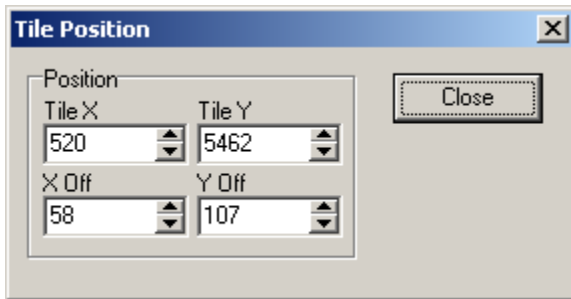 Tile Position
Position
Close
Tile X Tile Y
520 5462
X Off Y Off
58 107